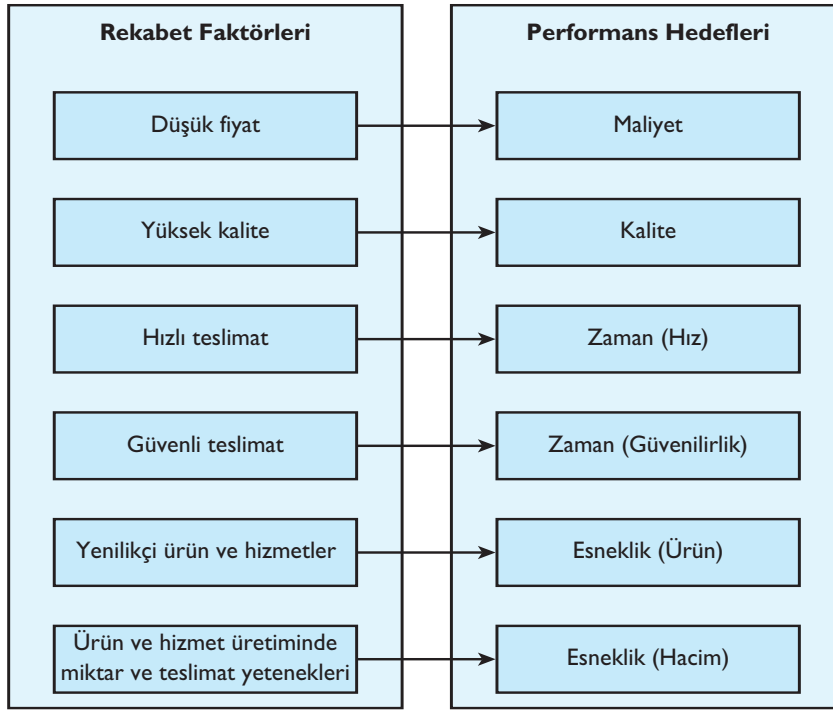 Rekabet Faktörleri
Performans Hedefleri
Düşük fiyat
Maliyet
Yüksek kalite
Kalite
Hızlı teslimat
Zaman (Hız)
Güvenli teslimat
Zaman (Güvenilirlik)
Yenilikçi ürün ve hizmetler
Esneklik (Ürün)
Ürün ve hizmet üretiminde
miktar ve teslimat yetenekleri
Esneklik (Hacim)